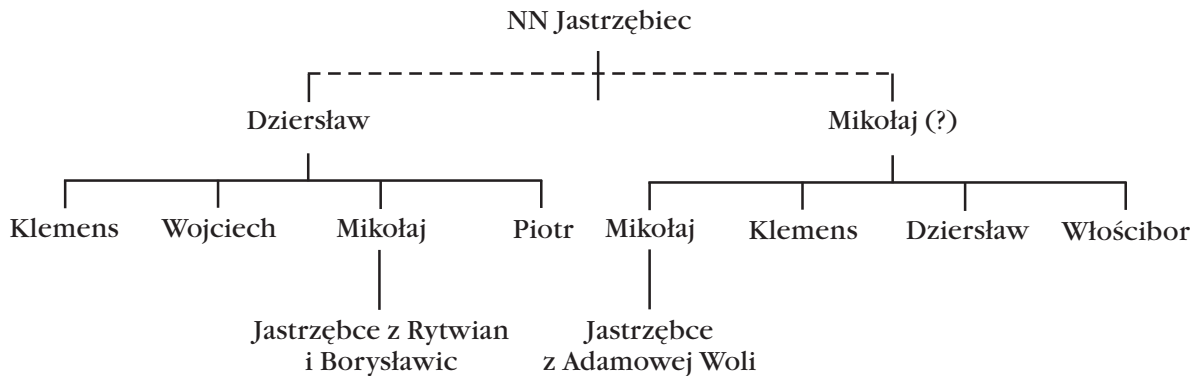 NN Jastrzębiec
Dziersław Mikołaj (?)
Klemens Wojciech Mikołaj Piotr Mikołaj Klemens Dziersław Włościbor
Jastrzębce z Rytwian Jastrzębce
i Borysławic z Adamowej Woli